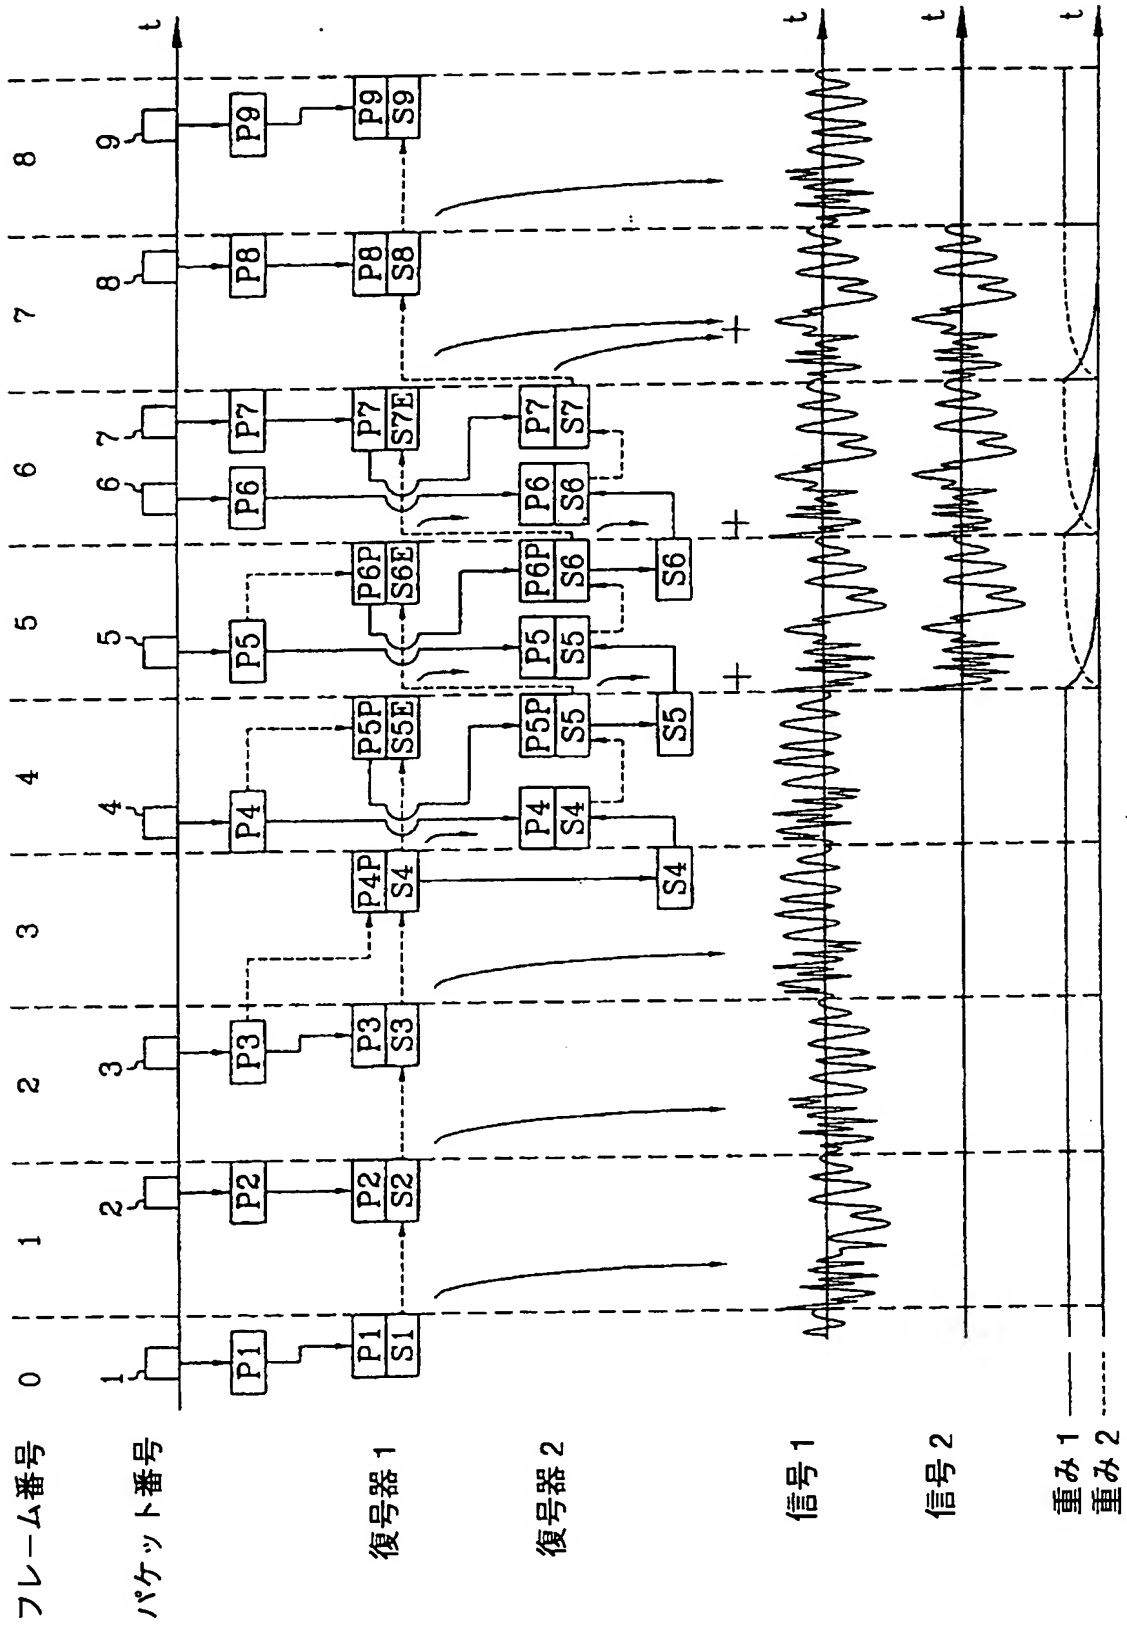 フレーム番号 0 1 2 3 4 5 6 7 8
パケット番号 1 2 3 4 5 6 7 8 9 t
P1 P2 P3 P4 P5 P6 P7 P8 P9
復号器1 P1 P2 P3 P4P P5P P6P P7 P8 P9
S1 S2 S3 S4 S5E S6E S7E S8 S9
復号器2 P4 P5P P5 P6P P6 P7
S4 S5 S5 S6 S6 S7
S4 S5 S6
+ + +
信号1 t
信号2 t
重み1 t
重み2